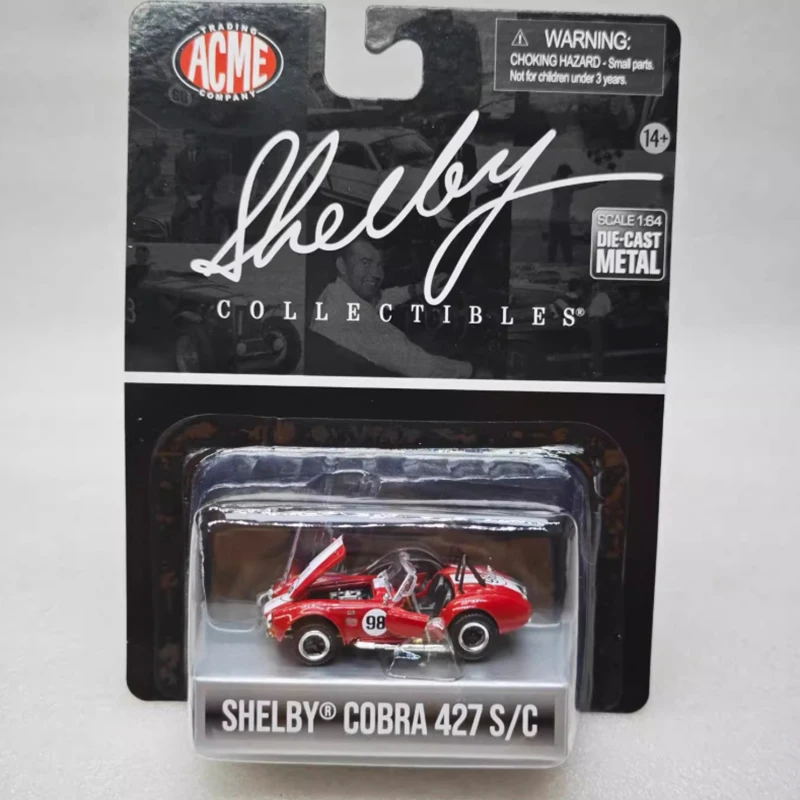 TRADING
ACME
COMPANY
WARNING:
CHOKING HAZARD - Small parts.
Not for children under 3 years.
14+
Shelby
SCALE 1:64
DIE-CAST
METAL
COLLECTIBLES®
98
SHELBY® COBRA 427 S/C